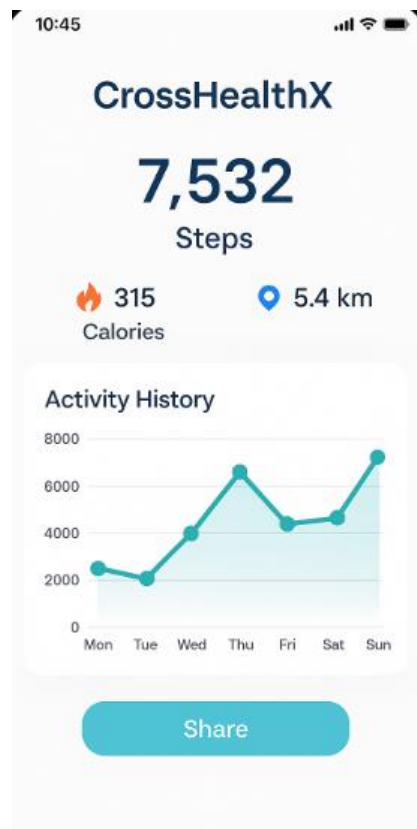 10:45
CrossHealthX
7,532
Steps
315
5.4 km
Calories
Activity History
8000
6000
4000
2000
0
Mon Tue Wed Thu Fri Sat Sun
Share